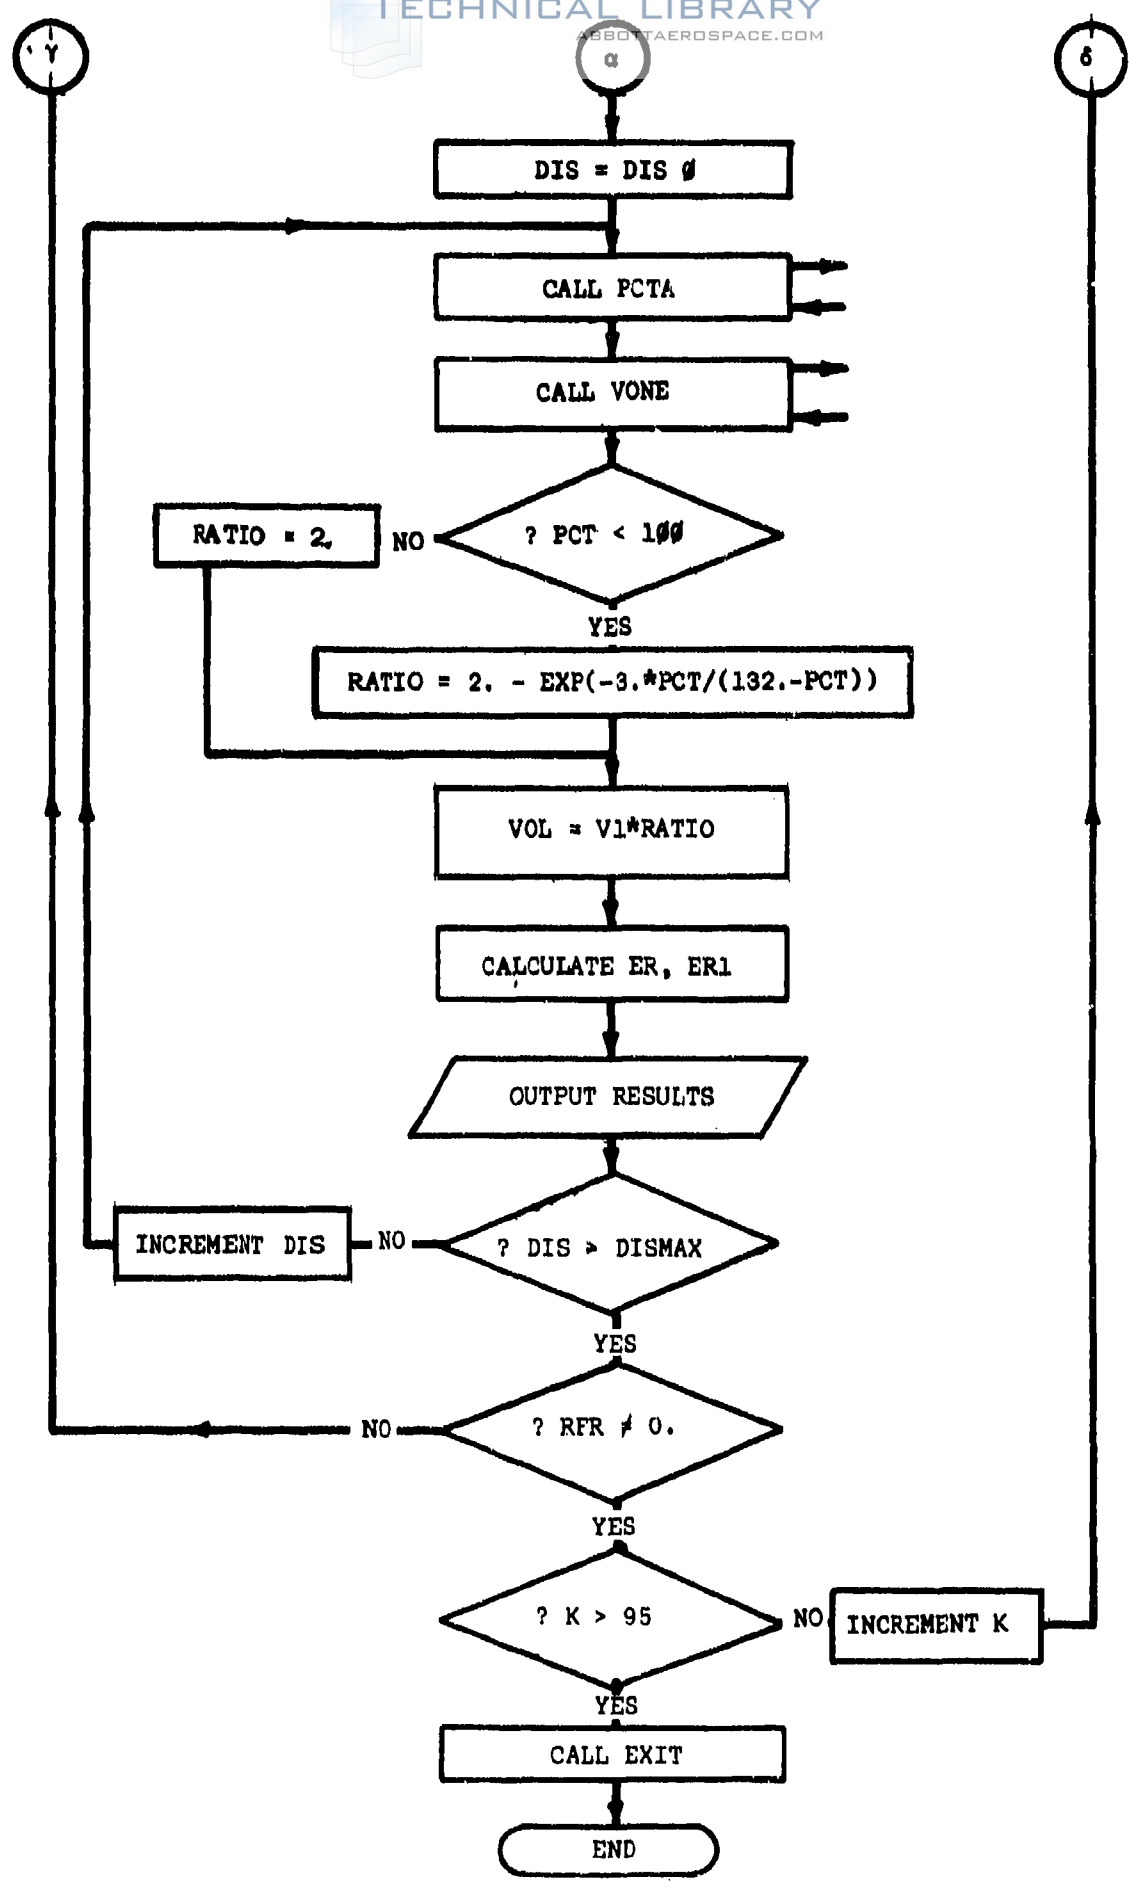 TECHNICAL LIBRARY
ABBOTTAEROSPACE.COM
γ
α
δ
DIS = DIS Ø
CALL PCTA
CALL VONE
? PCT < 1ØØ
NO
RATIO = 2.
YES
RATIO = 2. - EXP(-3.*PCT/(132.-PCT))
VOL = V1*RATIO
CALCULATE ER, ER1
OUTPUT RESULTS
? DIS > DISMAX
NO
INCREMENT DIS
YES
? RFR ≠ 0.
NO
YES
? K > 95
NO
INCREMENT K
YES
CALL EXIT
END